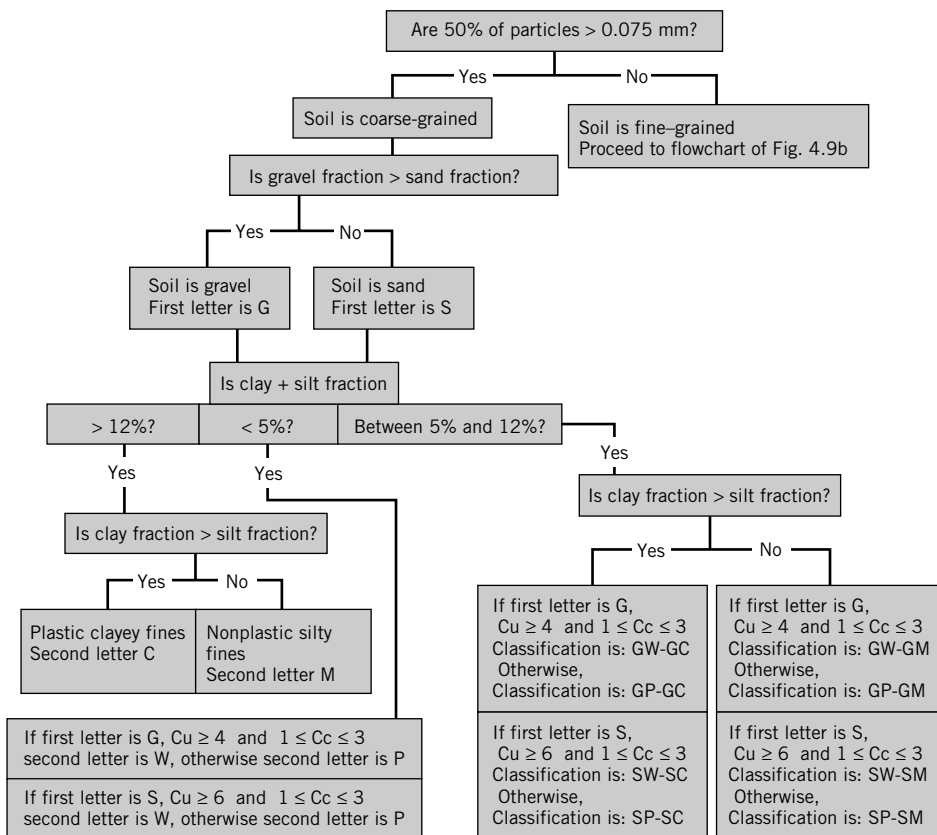 Are 50% of particles > 0.075 mm?
Yes
No
Soil is coarse-grained
Soil is fine–grained
Proceed to flowchart of Fig. 4.9b
Is gravel fraction > sand fraction?
Yes
No
Soil is gravel
First letter is G
Soil is sand
First letter is S
Is clay + silt fraction
> 12%?
< 5%?
Between 5% and 12%?
Yes
Yes
Yes
Is clay fraction > silt fraction?
Yes
No
Plastic clayey fines
Second letter C
Nonplastic silty
fines
Second letter M
If first letter is G, Cu ≥ 4 and 1 ≤ Cc ≤ 3
second letter is W, otherwise second letter is P
If first letter is S, Cu ≥ 6 and 1 ≤ Cc ≤ 3
second letter is W, otherwise second letter is P
Is clay fraction > silt fraction?
Yes
No
If first letter is G,
Cu ≥ 4 and 1 ≤ Cc ≤ 3
Classification is: GW-GC
Otherwise,
Classification is: GP-GC
If first letter is G,
Cu ≥ 4 and 1 ≤ Cc ≤ 3
Classification is: GW-GM
Otherwise,
Classification is: GP-GM
If first letter is S,
Cu ≥ 6 and 1 ≤ Cc ≤ 3
Classification is: SW-SC
Otherwise,
Classification is: SP-SC
If first letter is S,
Cu ≥ 6 and 1 ≤ Cc ≤ 3
Classification is: SW-SM
Otherwise,
Classification is: SP-SM